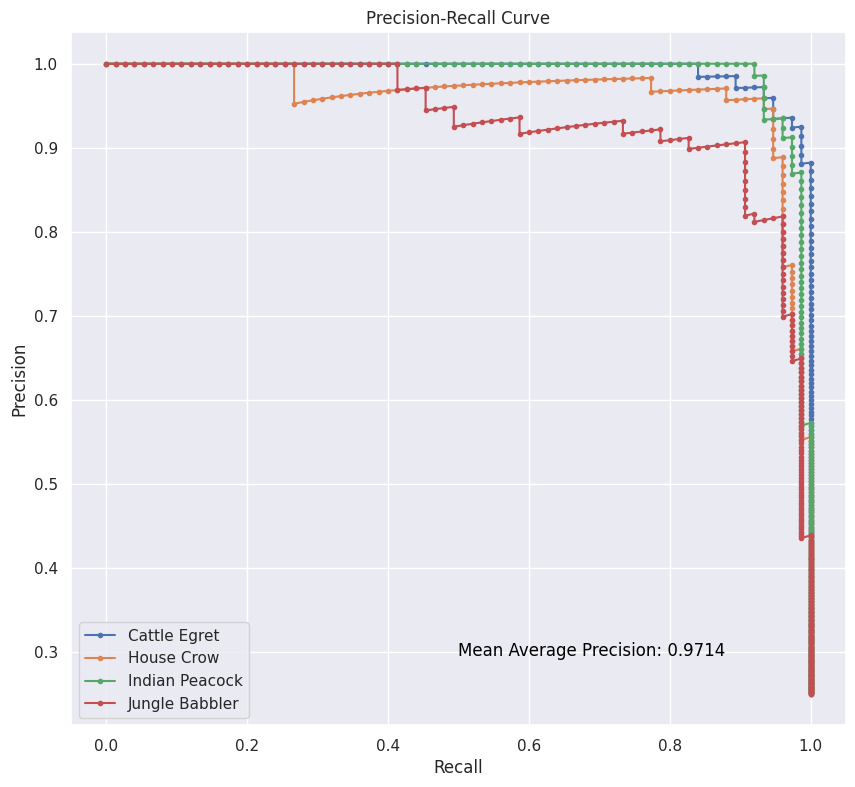 Precision-Recall Curve
1.0
0.9
0.8
0.7
0.6
0.5
0.4
0.3
Precision
Cattle Egret
House Crow
Indian Peacock
Jungle Babbler
Mean Average Precision: 0.9714
0.0 0.2 0.4 0.6 0.8 1.0
Recall